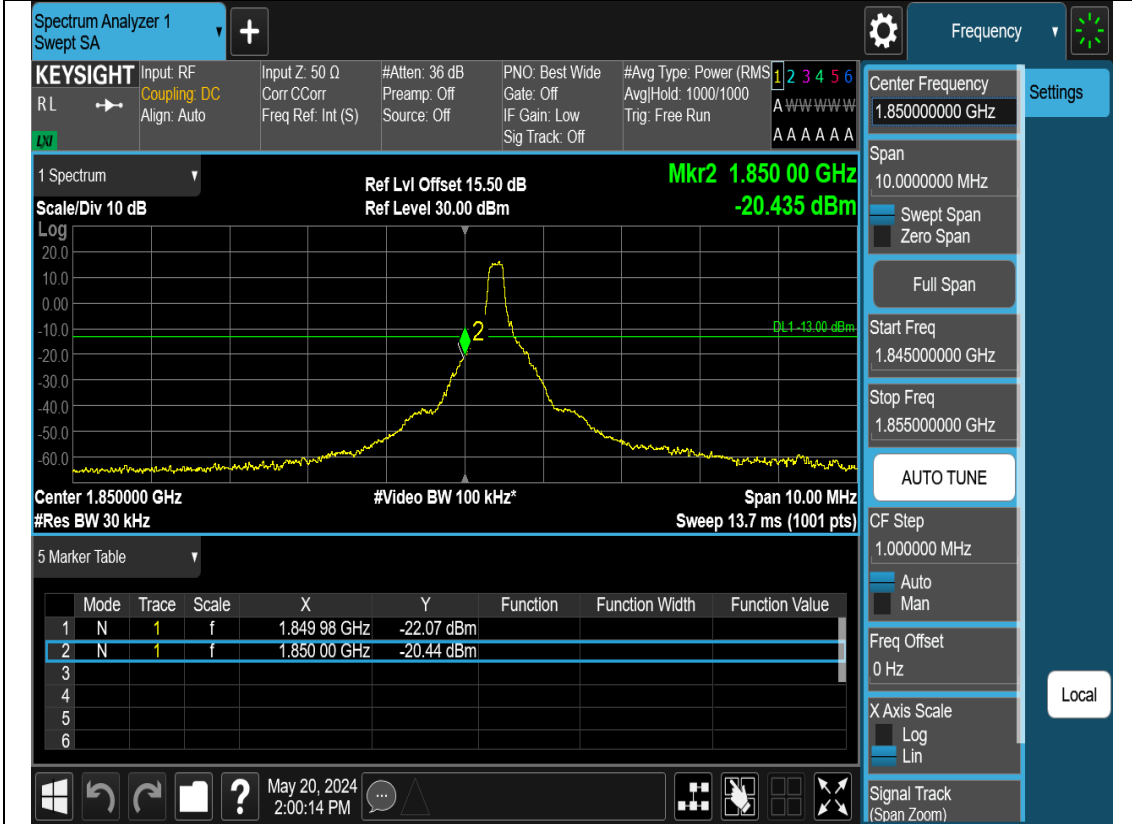 Spectrum Analyzer 1
Swept SA
Frequency
KEYSIGHT
R L
LXI
Input: RF
Coupling: DC
Align: Auto
Input Z: 50 Ω
Corr CCorr
Freq Ref: Int (S)
#Atten: 36 dB
Preamp: Off
Source: Off
PNO: Best Wide
Gate: Off
IF Gain: Low
Sig Track: Off
#Avg Type: Power (RMS
Avg|Hold: 1000/1000
Trig: Free Run
1 2 3 4 5 6
A W W W W W
A A A A A A
1 Spectrum
Scale/Div 10 dB
Ref Lvl Offset 15.50 dB
Ref Level 30.00 dBm
Mkr2 1.850 00 GHz
-20.435 dBm
Log
20.0
10.0
0.00
-10.0
-20.0
-30.0
-40.0
-50.0
-60.0
2
DL1 -13.00 dBm
Center 1.850000 GHz
#Video BW 100 kHz*
Span 10.00 MHz
#Res BW 30 kHz
Sweep 13.7 ms (1001 pts)
5 Marker Table
Mode Trace Scale X Y Function Function Width Function Value
1 N 1 f 1.849 98 GHz -22.07 dBm
2 N 1 f 1.850 00 GHz -20.44 dBm
3
4
5
6
May 20, 2024
2:00:14 PM
Center Frequency
1.850000000 GHz
Settings
Span
10.0000000 MHz
Swept Span
Zero Span
Full Span
Start Freq
1.845000000 GHz
Stop Freq
1.855000000 GHz
AUTO TUNE
CF Step
1.000000 MHz
Auto
Man
Freq Offset
0 Hz
X Axis Scale
Log
Lin
Signal Track
(Span Zoom)
Local